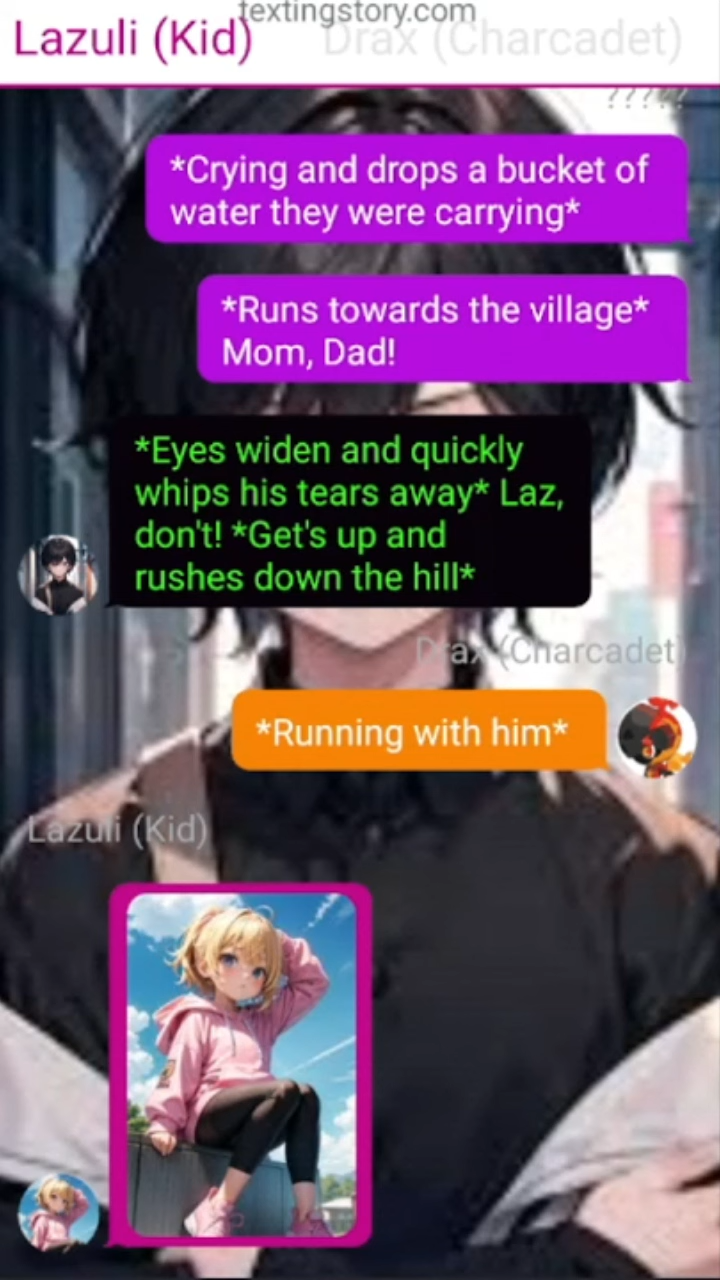 textingstory.com
Lazuli (Kid) Drax (Charcadet)
?????
*Crying and drops a bucket of
water they were carrying*
*Runs towards the village*
Mom, Dad!
*Eyes widen and quickly
whips his tears away* Laz,
don't! *Get's up and
rushes down the hill*
Drax (Charcadet)
*Running with him*
Lazuli (Kid)